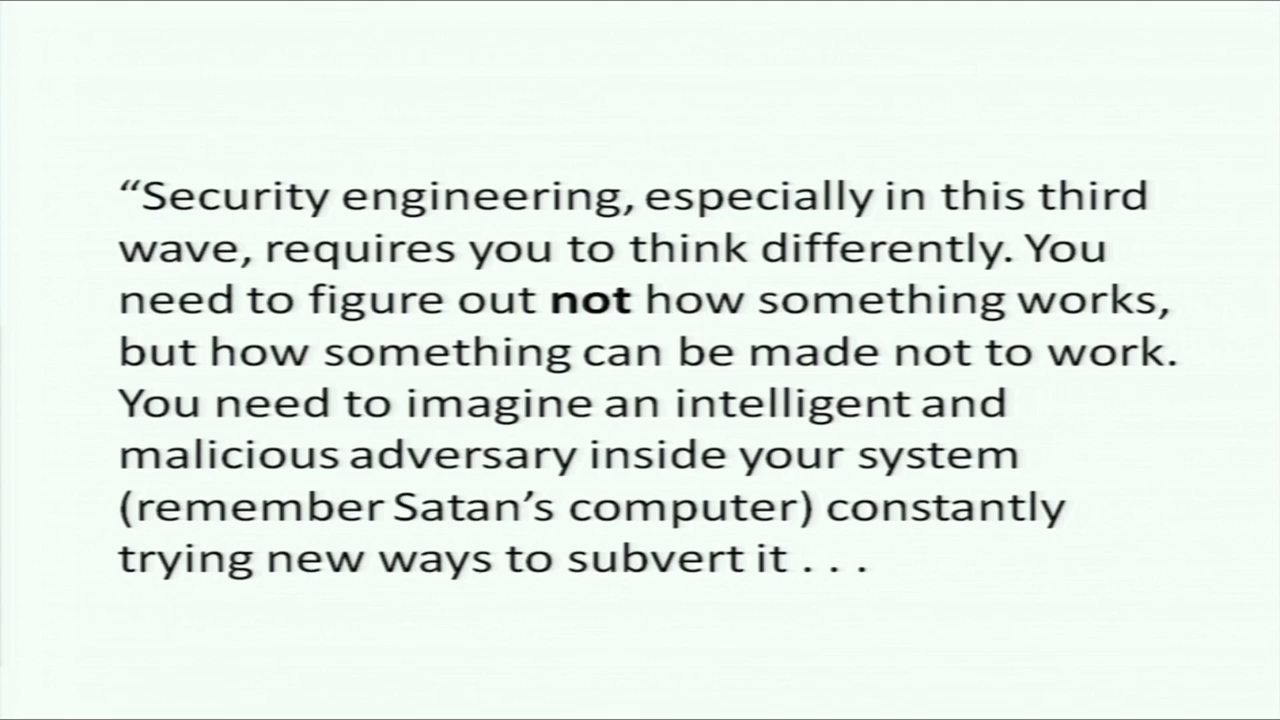 “Security engineering, especially in this third
wave, requires you to think differently. You
need to figure out not how something works,
but how something can be made not to work.
You need to imagine an intelligent and
malicious adversary inside your system
(remember Satan’s computer) constantly
trying new ways to subvert it . . .